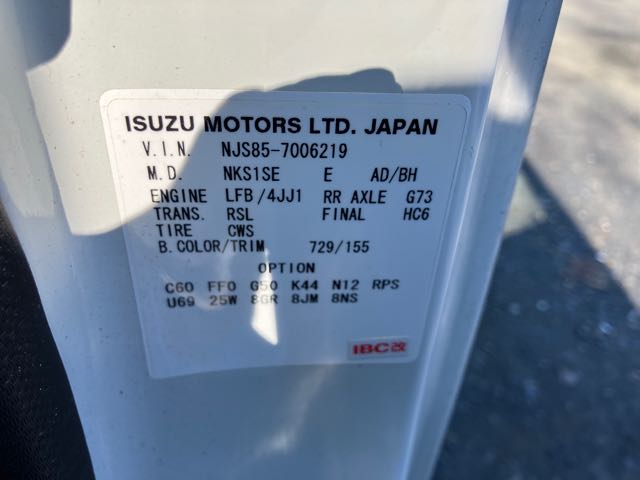 ISUZU MOTORS LTD. JAPAN
V.I.N. NJS85-7006219
M.D. NKS1SE E AD/BH
ENGINE LFB/4JJ1 RR AXLE G73
TRANS. RSL FINAL HC6
TIRE CWS
B.COLOR/TRIM 729/155
OPTION
C60 FF0 G50 K44 N12 RPS
U69 25W 8GR 8JM 8NS
IBC改